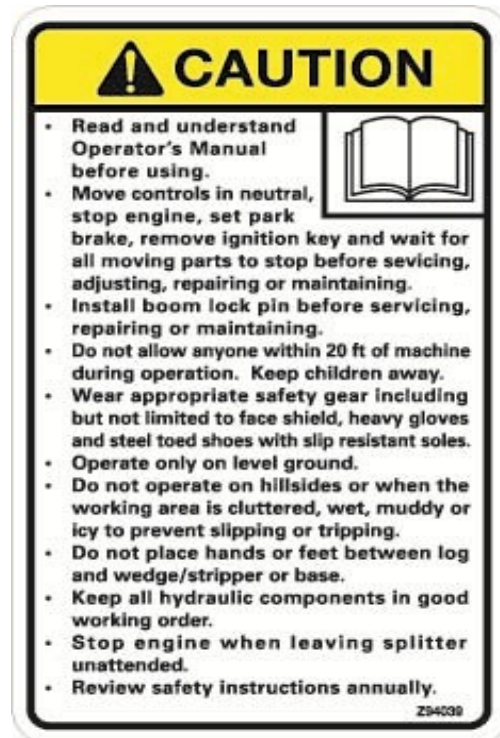 CAUTION
• Read and understand
Operator's Manual
before using.
• Move controls in neutral,
stop engine, set park
brake, remove ignition key and wait for
all moving parts to stop before sevicing,
adjusting, repairing or maintaining.
• Install boom lock pin before servicing,
repairing or maintaining.
• Do not allow anyone within 20 ft of machine
during operation. Keep children away.
• Wear appropriate safety gear including
but not limited to face shield, heavy gloves
and steel toed shoes with slip resistant soles.
• Operate only on level ground.
• Do not operate on hillsides or when the
working area is cluttered, wet, muddy or
icy to prevent slipping or tripping.
• Do not place hands or feet between log
and wedge/stripper or base.
• Keep all hydraulic components in good
working order.
• Stop engine when leaving splitter
unattended.
• Review safety instructions annually.
Z94039